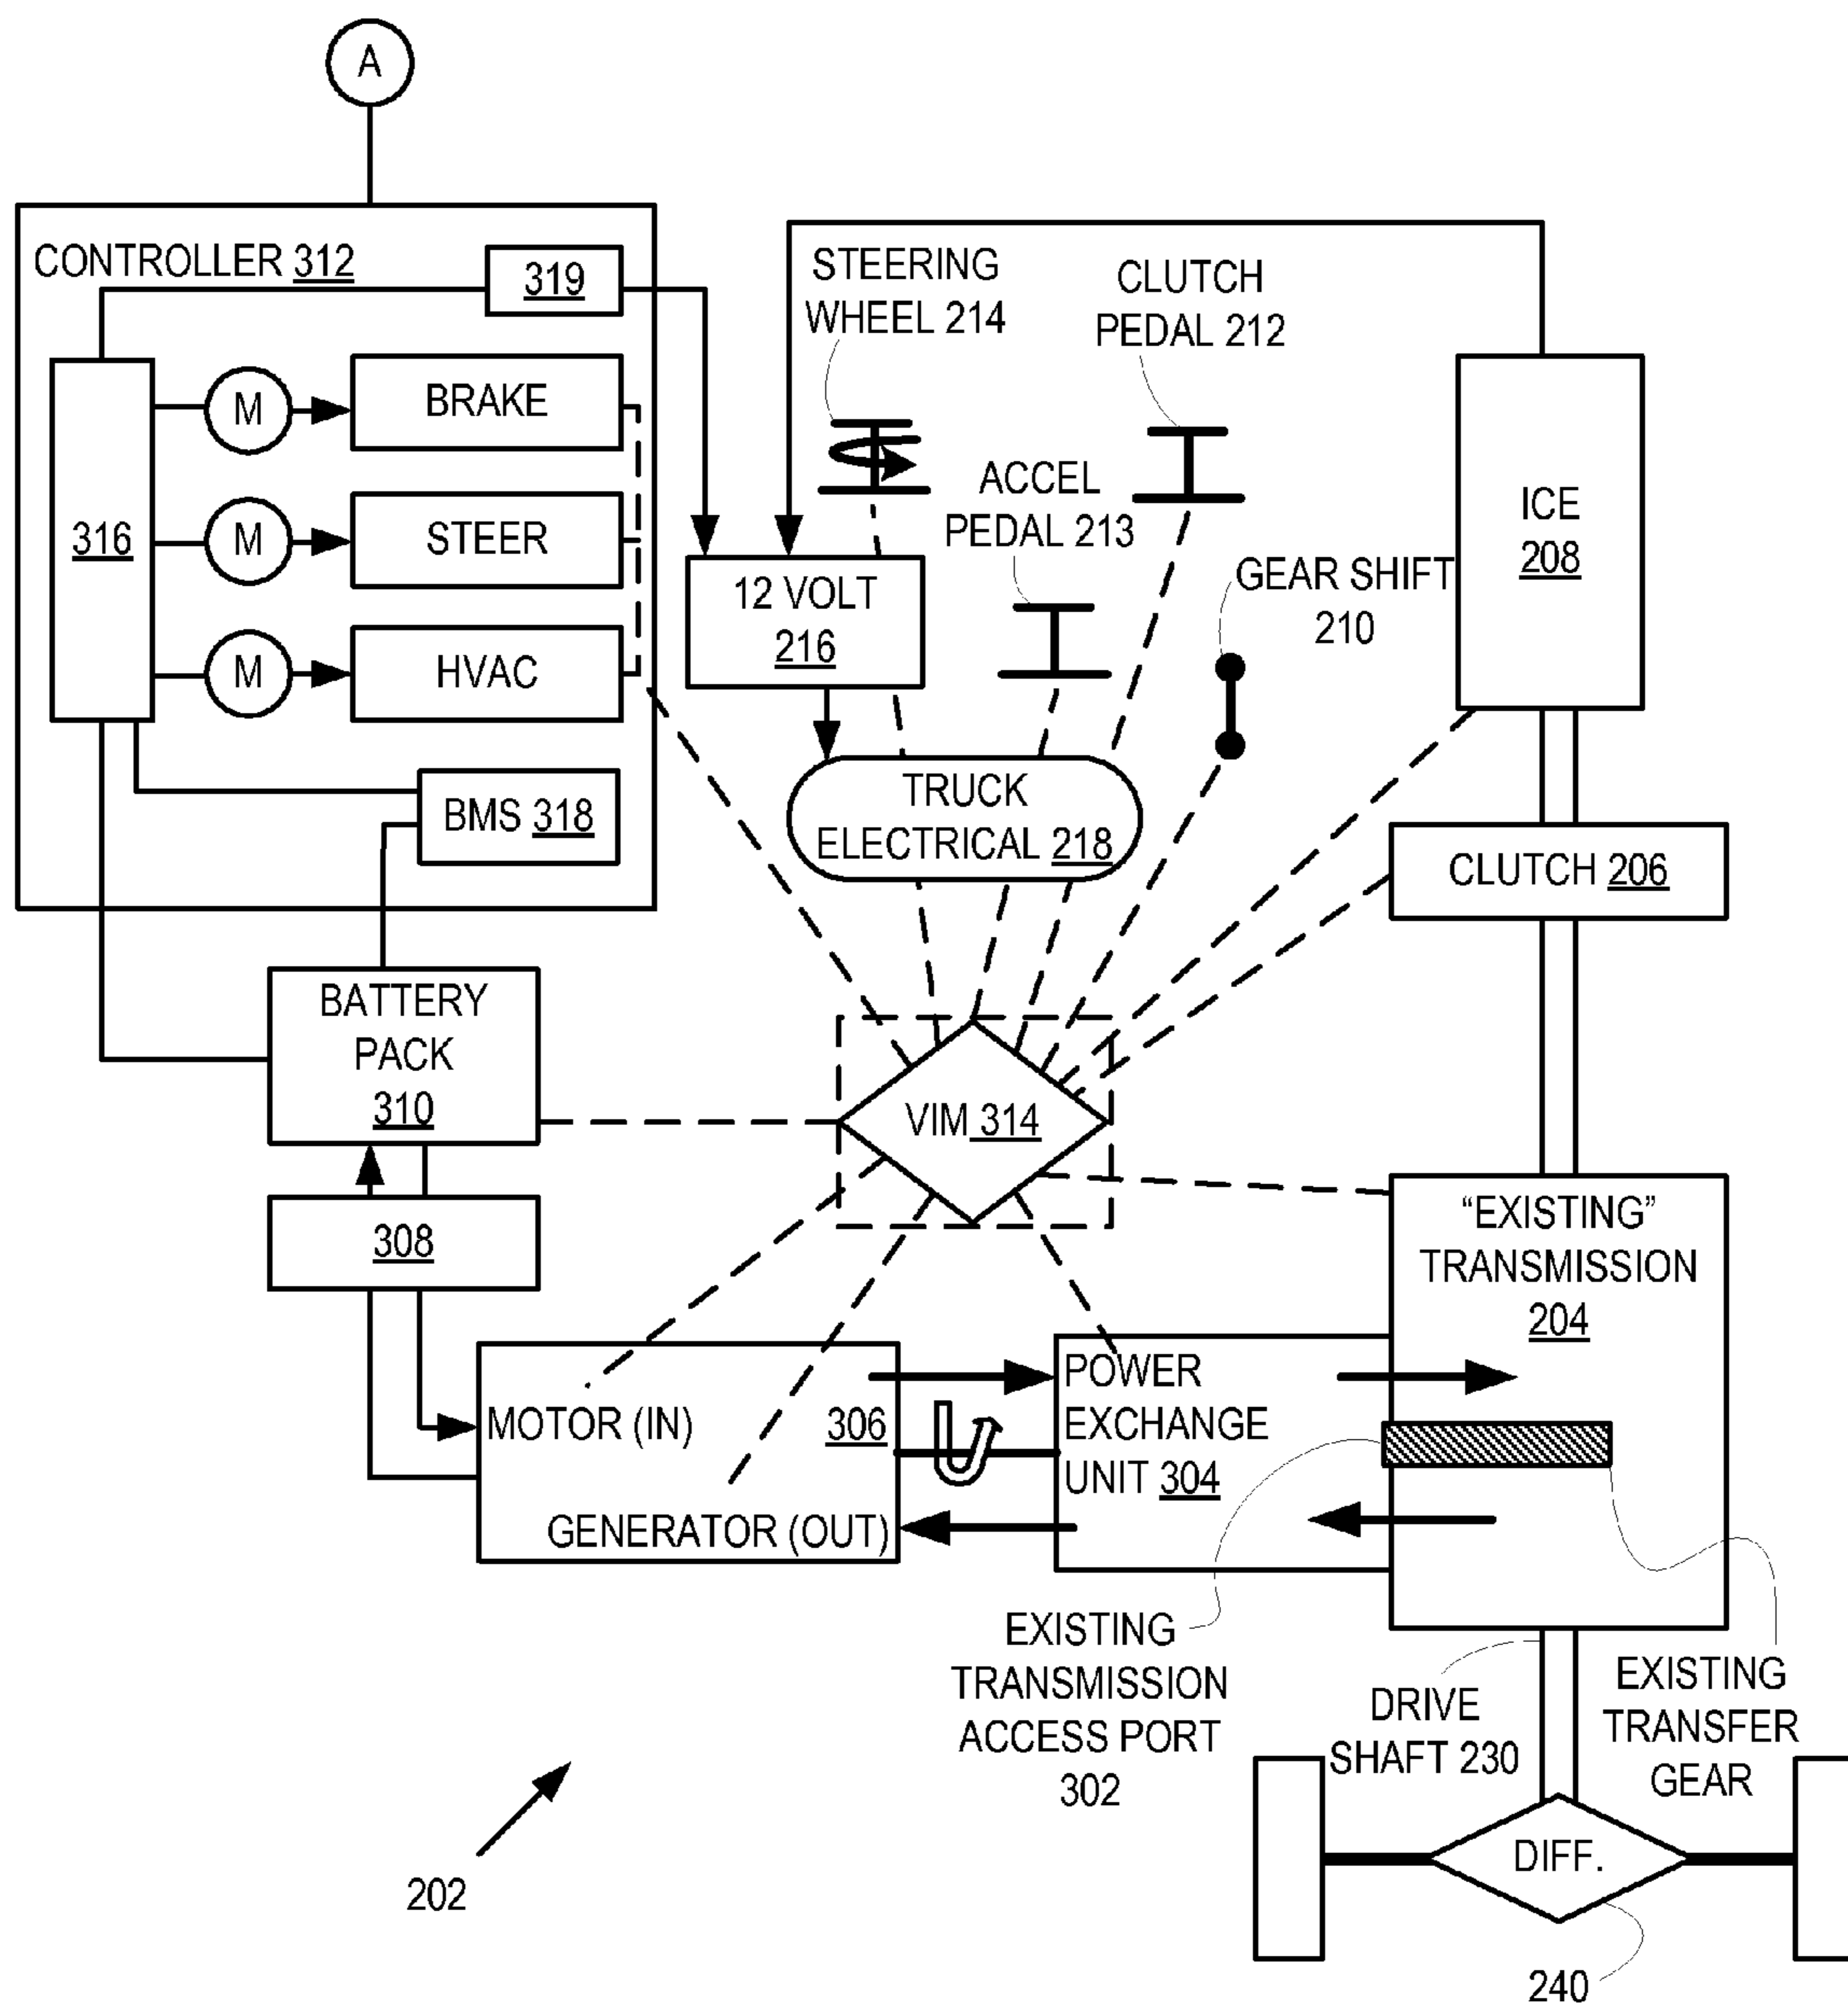 A
CONTROLLER 312
319
316
M
BRAKE
M
STEER
M
HVAC
BMS 318
STEERING
WHEEL 214
CLUTCH
PEDAL 212
ACCEL
PEDAL 213
GEAR SHIFT
210
ICE
208
12 VOLT
216
TRUCK
ELECTRICAL 218
CLUTCH 206
BATTERY
PACK
310
VIM 314
308
“EXISTING”
TRANSMISSION
204
MOTOR (IN)
306
GENERATOR (OUT)
POWER
EXCHANGE
UNIT 304
EXISTING
TRANSMISSION
ACCESS PORT
302
DRIVE
SHAFT 230
EXISTING
TRANSFER
GEAR
DIFF.
202
240